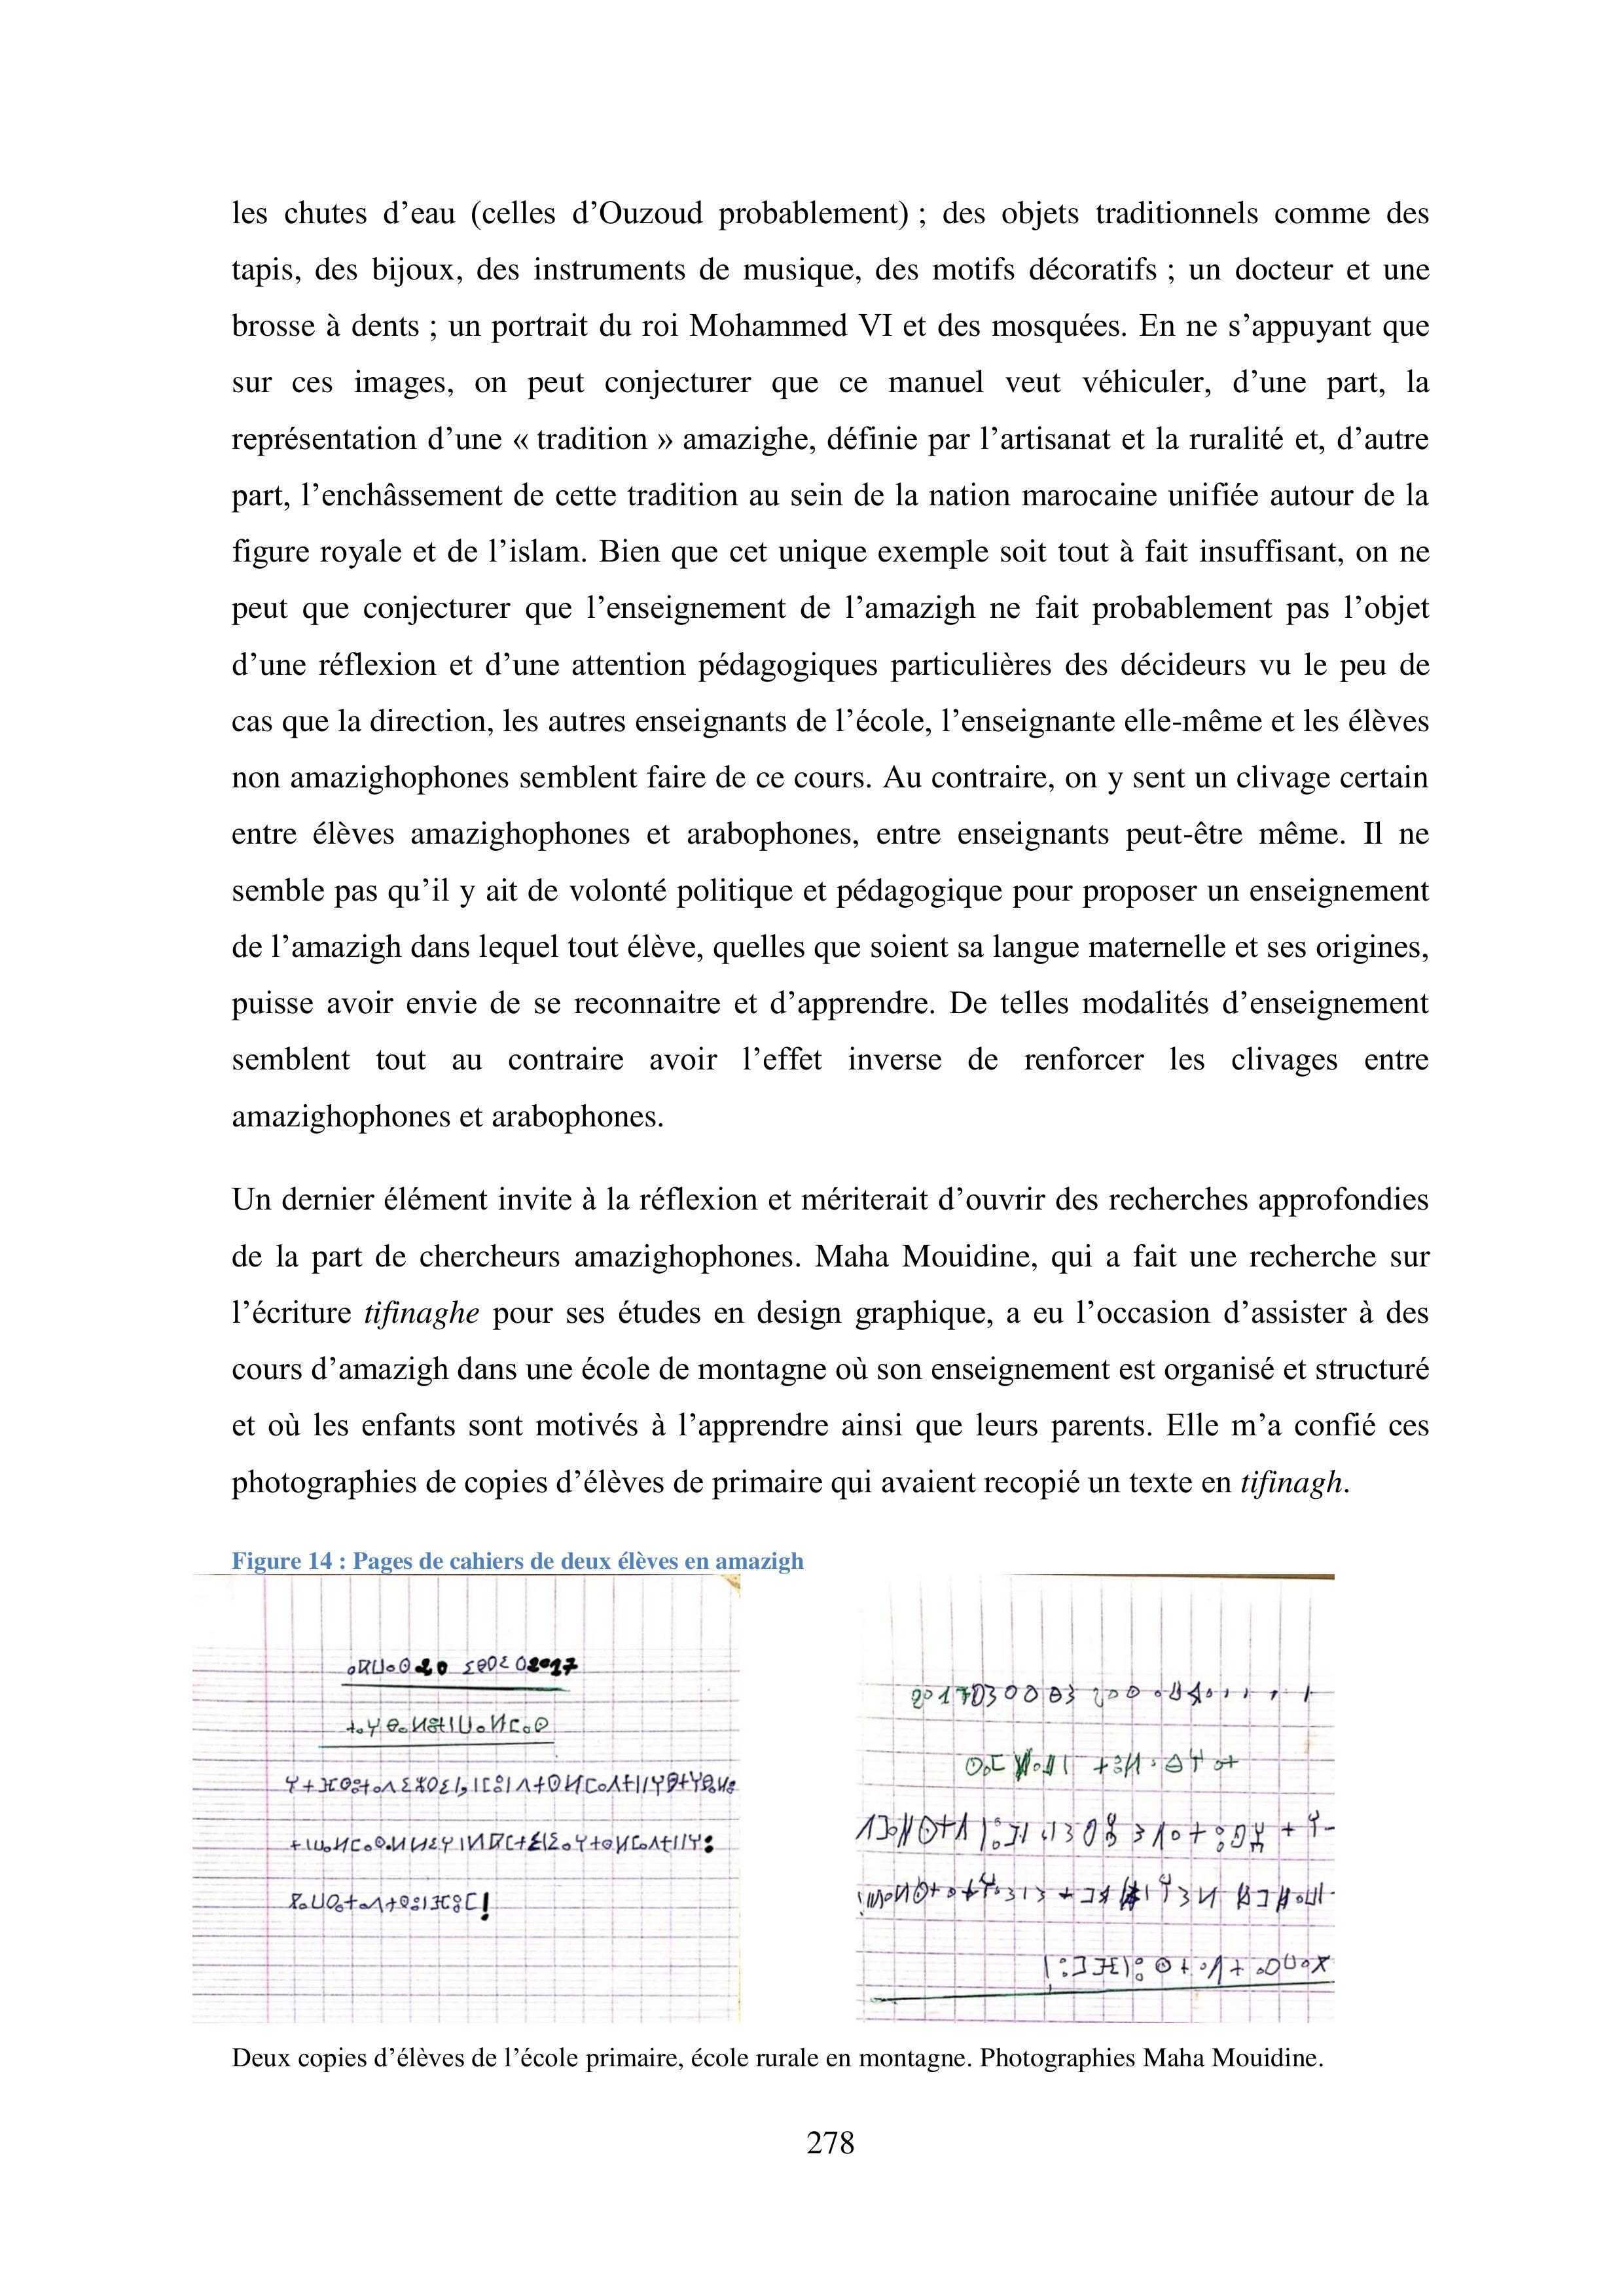 les chutes d’eau (celles d’Ouzoud probablement) ; des objets traditionnels comme des
tapis, des bijoux, des instruments de musique, des motifs décoratifs ; un docteur et une
brosse à dents ; un portrait du roi Mohammed VI et des mosquées. En ne s’appuyant que
sur ces images, on peut conjecturer que ce manuel veut véhiculer, d’une part, la
représentation d’une « tradition » amazighe, définie par l’artisanat et la ruralité et, d’autre
part, l’enchâssement de cette tradition au sein de la nation marocaine unifiée autour de la
figure royale et de l’islam. Bien que cet unique exemple soit tout à fait insuffisant, on ne
peut que conjecturer que l’enseignement de l’amazigh ne fait probablement pas l’objet
d’une réflexion et d’une attention pédagogiques particulières des décideurs vu le peu de
cas que la direction, les autres enseignants de l’école, l’enseignante elle-même et les élèves
non amazighophones semblent faire de ce cours. Au contraire, on y sent un clivage certain
entre élèves amazighophones et arabophones, entre enseignants peut-être même. Il ne
semble pas qu’il y ait de volonté politique et pédagogique pour proposer un enseignement
de l’amazigh dans lequel tout élève, quelles que soient sa langue maternelle et ses origines,
puisse avoir envie de se reconnaitre et d’apprendre. De telles modalités d’enseignement
semblent tout au contraire avoir l’effet inverse de renforcer les clivages entre
amazighophones et arabophones.
Un dernier élément invite à la réflexion et mériterait d’ouvrir des recherches approfondies
de la part de chercheurs amazighophones. Maha Mouidine, qui a fait une recherche sur
l’écriture tifinaghe pour ses études en design graphique, a eu l’occasion d’assister à des
cours d’amazigh dans une école de montagne où son enseignement est organisé et structuré
et où les enfants sont motivés à l’apprendre ainsi que leurs parents. Elle m’a confié ces
photographies de copies d’élèves de primaire qui avaient recopié un texte en tifinagh.
Figure 14 : Pages de cahiers de deux élèves en amazigh
20 2017
Deux copies d’élèves de l’école primaire, école rurale en montagne. Photographies Maha Mouidine.
278